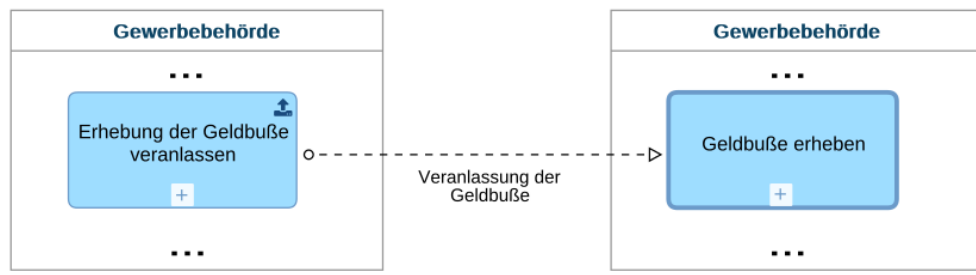 Gewerbebehörde
Gewerbebehörde
...
...
Erhebung der Geldbuße
veranlassen
Veranlassung der
Geldbuße
Geldbuße erheben
...
...